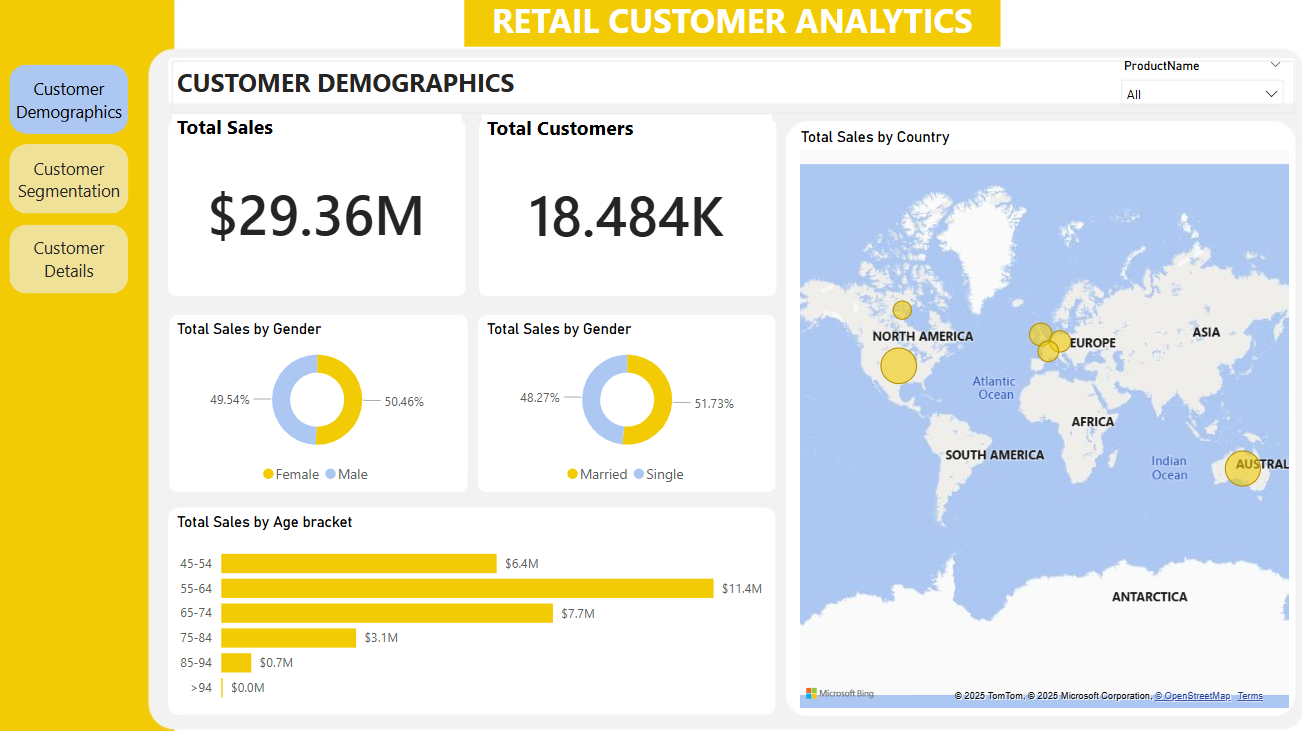 RETAIL CUSTOMER ANALYTICS
Customer
Demographics
Customer
Segmentation
Customer
Details
CUSTOMER DEMOGRAPHICS
ProductName
All
Total Sales
$29.36M
Total Customers
18.484K
Total Sales by Gender
49.54%
50.46%
Female Male
Total Sales by Gender
48.27%
51.73%
Married Single
Total Sales by Age bracket
45-54 $6.4M
55-64 $11.4M
65-74 $7.7M
75-84 $3.1M
85-94 $0.7M
>94 $0.0M
Total Sales by Country
NORTH AMERICA
EUROPE
ASIA
Atlantic
Ocean
AFRICA
SOUTH AMERICA
Indian
Ocean
AUSTRAL
ANTARCTICA
Microsoft Bing
© 2025 TomTom, © 2025 Microsoft Corporation, © OpenStreetMap Terms